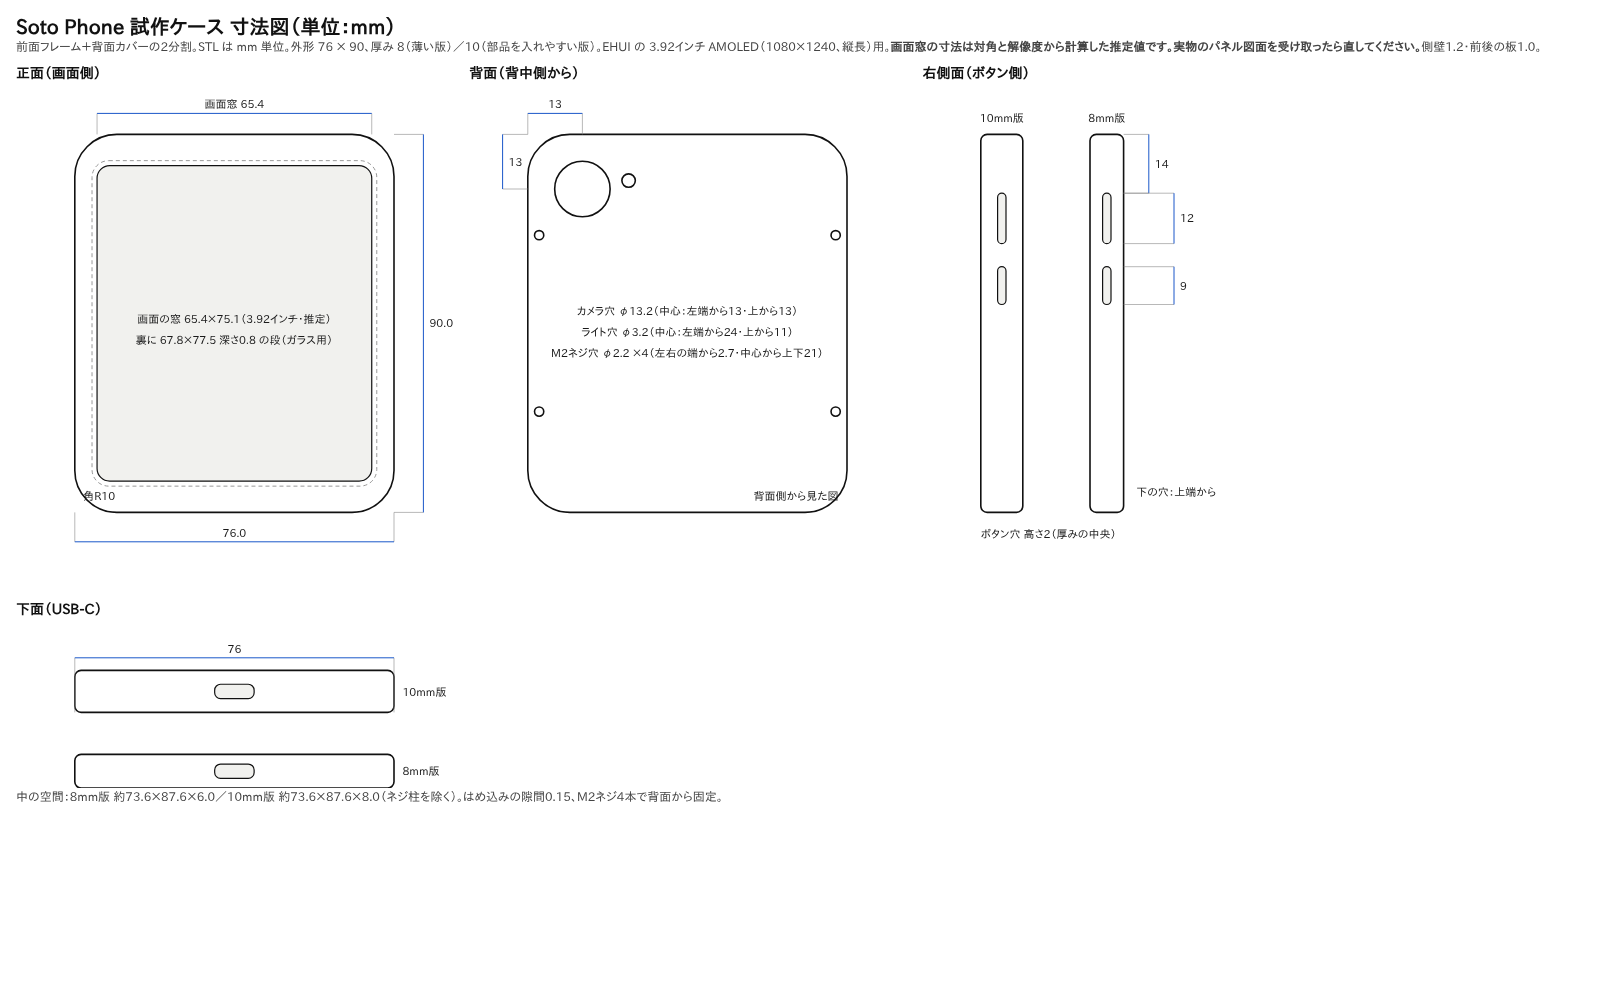 Soto Phone 試作ケース 寸法図（単位：mm）
前面フレーム＋背面カバーの2分割。STL は mm 単位。外形 76 × 90、厚み 8（薄い版）／10（部品を入れやすい版）。EHUI の 3.92インチ AMOLED（1080×1240、縦長）用。画面窓の寸法は対角と解像度から計算した推定値です。実物のパネル図面を受け取ったら直してください。側壁1.2・前後の板1.0。
正面（画面側）
画面窓 65.4
画面の窓 65.4×75.1（3.92インチ・推定）
裏に 67.8×77.5 深さ0.8 の段（ガラス用）
90.0
角R10
76.0
背面（背中側から）
13
13
カメラ穴 φ13.2（中心：左端から13・上から13）
ライト穴 φ3.2（中心：左端から24・上から11）
M2ネジ穴 φ2.2 ×4（左右の端から2.7・中心から上下21）
背面側から見た図
右側面（ボタン側）
10mm版
8mm版
14
12
9
下の穴：上端から
ボタン穴 高さ2（厚みの中央）
下面（USB-C）
76
10mm版
8mm版
中の空間：8mm版 約73.6×87.6×6.0／10mm版 約73.6×87.6×8.0（ネジ柱を除く）。はめ込みの隙間0.15、M2ネジ4本で背面から固定。